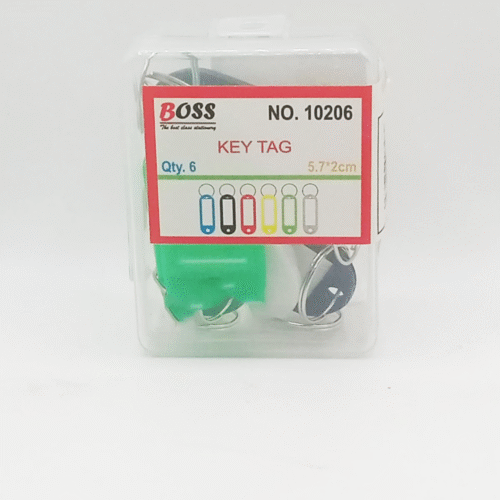 BOSS
The best class stationery
NO. 10206
KEY TAG
Qty. 6
5.7*2cm